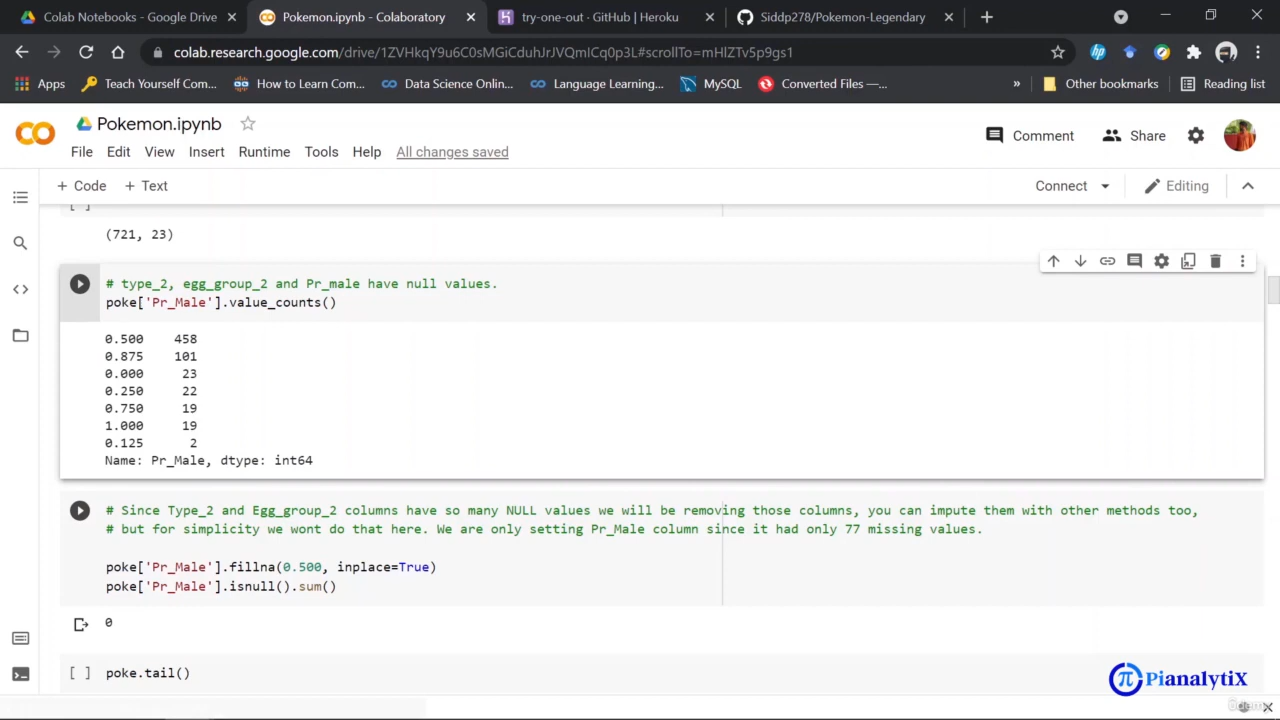 Colab Notebooks - Google Drive
Pokemon.ipynb - Colaboratory
try-one-out · GitHub | Heroku
Siddp278/Pokemon-Legendary
colab.research.google.com/drive/1ZVHkqY9u6C0sMGiCduhJrJVQmICq0p3L#scrollTo=mHlZTv5p9gs1
Apps
Teach Yourself Com...
How to Learn Com...
Data Science Onlin...
Language Learning...
MySQL
Converted Files —...
»
Other bookmarks
Reading list
Pokemon.ipynb
Comment
Share
File Edit View Insert Runtime Tools Help All changes saved
+ Code + Text
Connect
Editing
[ ]
(721, 23)
# type_2, egg_group_2 and Pr_male have null values.
poke['Pr_Male'].value_counts()
0.500 458
0.875 101
0.000 23
0.250 22
0.750 19
1.000 19
0.125 2
Name: Pr_Male, dtype: int64
# Since Type_2 and Egg_group_2 columns have so many NULL values we will be removing those columns, you can impute them with other methods too,
# but for simplicity we wont do that here. We are only setting Pr_Male column since it had only 77 missing values.
poke['Pr_Male'].fillna(0.500, inplace=True)
poke['Pr_Male'].isnull().sum()
0
[ ] poke.tail()
PianalytiX